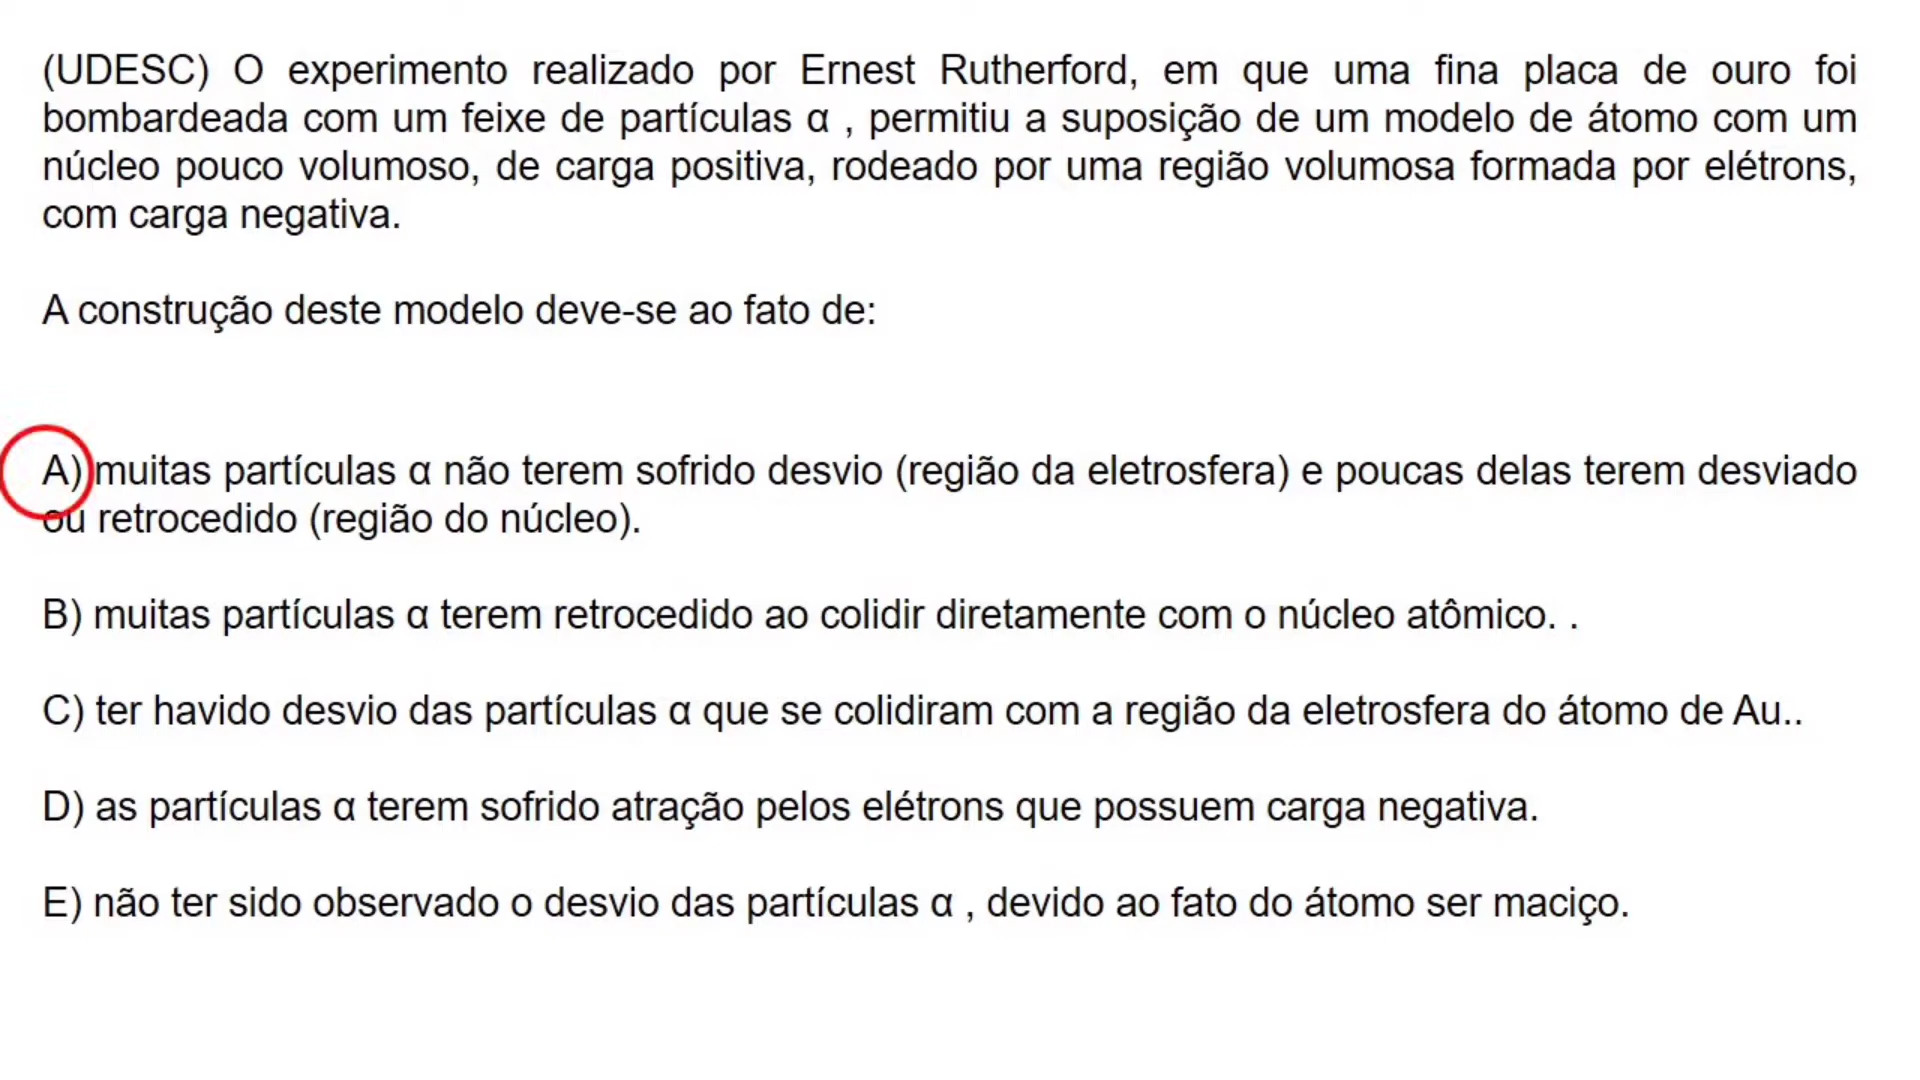 (UDESC) O experimento realizado por Ernest Rutherford, em que uma fina placa de ouro foi
bombardeada com um feixe de partículas α , permitiu a suposição de um modelo de átomo com um
núcleo pouco volumoso, de carga positiva, rodeado por uma região volumosa formada por elétrons,
com carga negativa.
A construção deste modelo deve-se ao fato de:
A) muitas partículas α não terem sofrido desvio (região da eletrosfera) e poucas delas terem desviado
ou retrocedido (região do núcleo).
B) muitas partículas α terem retrocedido ao colidir diretamente com o núcleo atômico. .
C) ter havido desvio das partículas α que se colidiram com a região da eletrosfera do átomo de Au..
D) as partículas α terem sofrido atração pelos elétrons que possuem carga negativa.
E) não ter sido observado o desvio das partículas α , devido ao fato do átomo ser maciço.